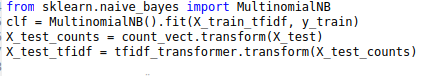 from sklearn.naive_bayes import MultinomialNB
clf = MultinomialNB().fit(X_train_tfidf, y_train)
X_test_counts = count_vect.transform(X_test)
X_test_tfidf = tfidf_transformer.transform(X_test_counts)